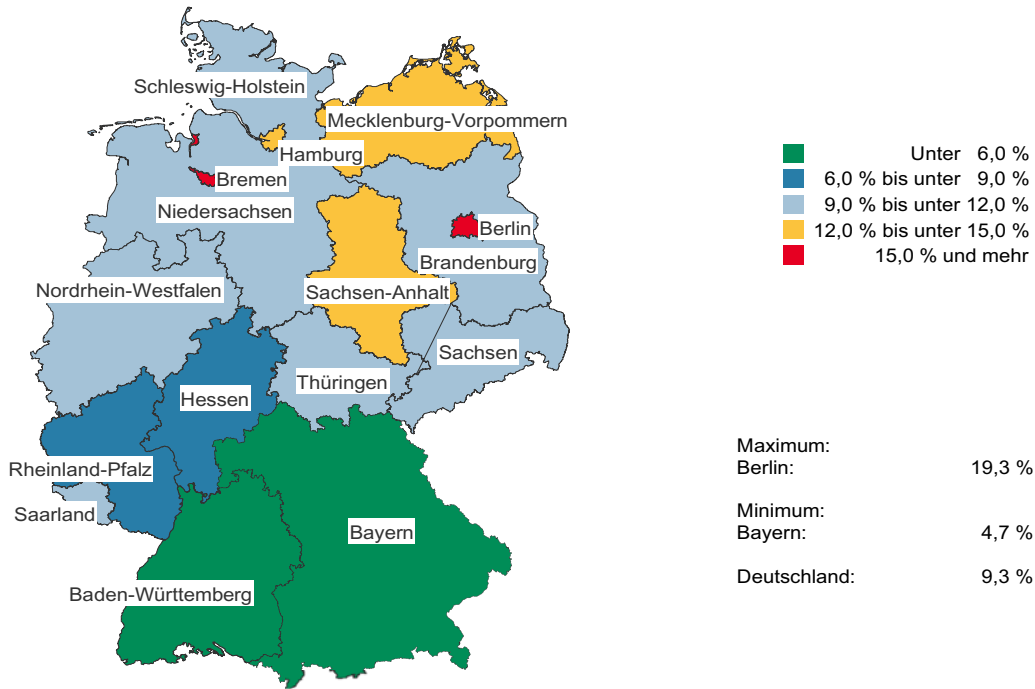 Schleswig-Holstein
Mecklenburg-Vorpommern
Hamburg
Bremen
Niedersachsen
Berlin
Brandenburg
Nordrhein-Westfalen
Sachsen-Anhalt
Sachsen
Thüringen
Hessen
Rheinland-Pfalz
Saarland
Bayern
Baden-Württemberg
Unter 6,0 %
6,0 % bis unter 9,0 %
9,0 % bis unter 12,0 %
12,0 % bis unter 15,0 %
15,0 % und mehr
Maximum:
Berlin: 19,3 %
Minimum:
Bayern: 4,7 %
Deutschland: 9,3 %